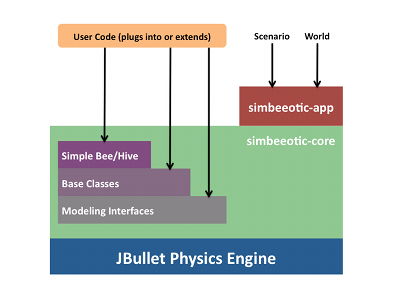 User Code (plugs into or extends)
Scenario
World
simbeeotic-app
simbeeotic-core
Simple Bee/Hive
Base Classes
Modeling Interfaces
JBullet Physics Engine